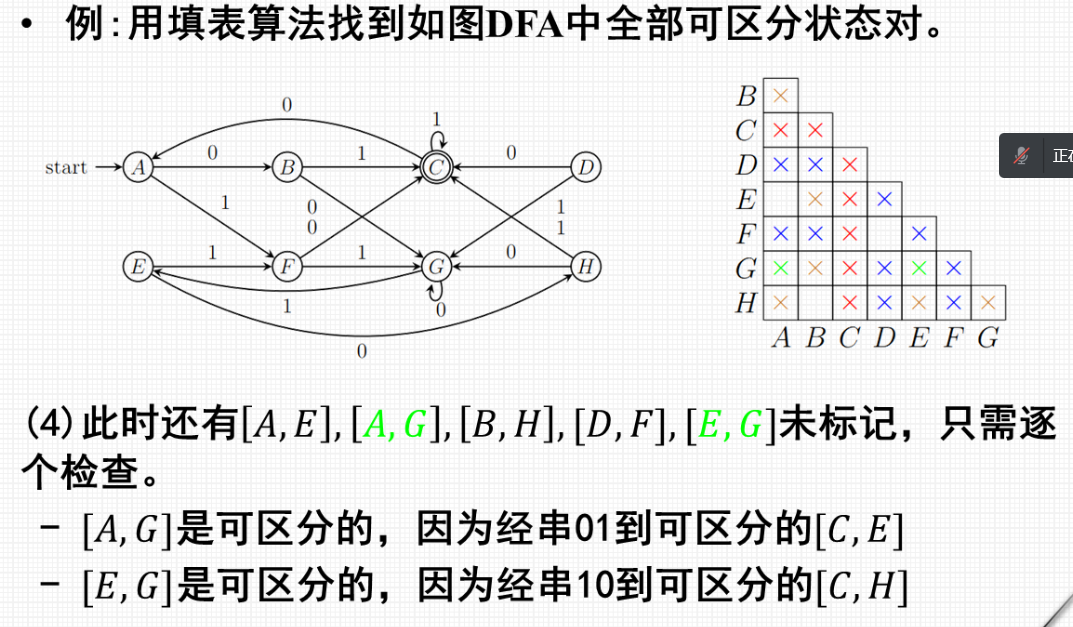 • 例:用填表算法找到如图DFA中全部可区分状态对。
0
1
start A 0 B 1 C 0 D
1 0 1
0 1
E 1 F 1 G 0 H
1 0
0
B ×
C × ×
D × × ×
E × × ×
F × × × ×
G × × × × × ×
H × × × × × ×
A B C D E F G
(4)此时还有[A,E],[A,G],[B,H],[D,F],[E,G]未标记，只需逐
个检查。
– [A,G]是可区分的，因为经串01到可区分的[C,E]
– [E,G]是可区分的，因为经串10到可区分的[C,H]